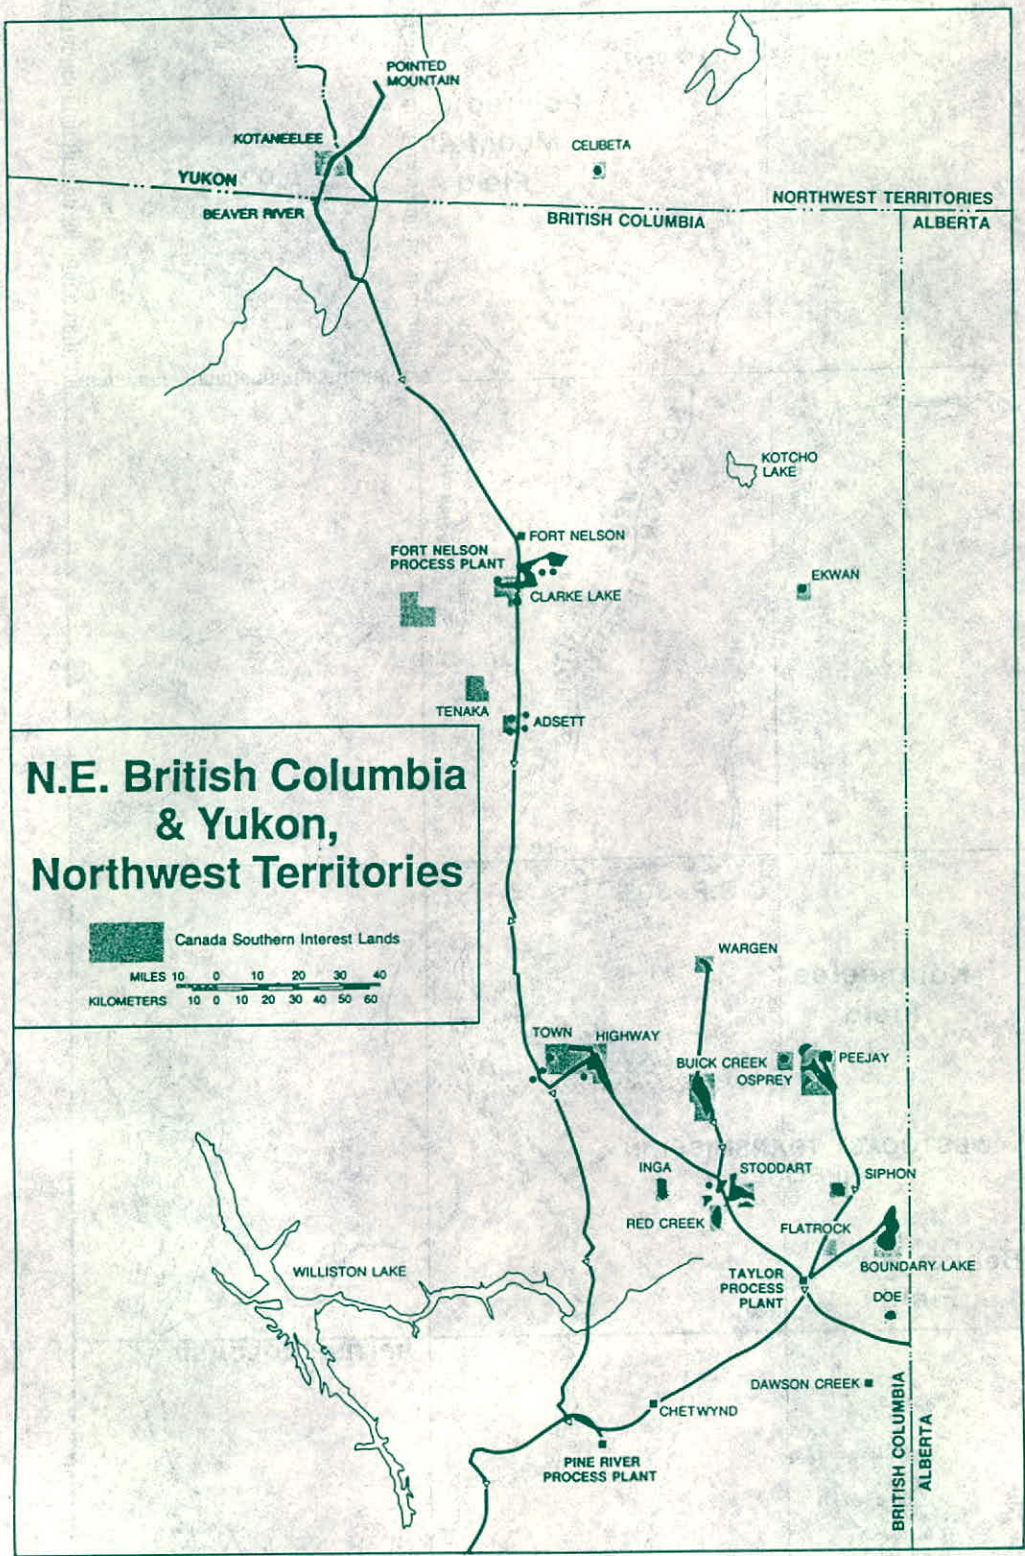 POINTED
MOUNTAIN
KOTANEELEE
CELIBETA
YUKON
NORTHWEST TERRITORIES
BEAVER RIVER
BRITISH COLUMBIA
ALBERTA
KOTCHO
LAKE
FORT NELSON
FORT NELSON
PROCESS PLANT
EKWAN
CLARKE LAKE
TENAKA
ADSETT
N.E. British Columbia
& Yukon,
Northwest Territories
Canada Southern Interest Lands
MILES 10 0 10 20 30 40
KILOMETERS 10 0 10 20 30 40 50 60
WARGEN
TOWN
HIGHWAY
BUICK CREEK
PEEJAY
OSPREY
INGA
STODDART
SIPHON
RED CREEK
FLATROCK
WILLISTON LAKE
BOUNDARY LAKE
TAYLOR
PROCESS
PLANT
DOE
DAWSON CREEK
CHETWYND
BRITISH COLUMBIA
ALBERTA
PINE RIVER
PROCESS PLANT